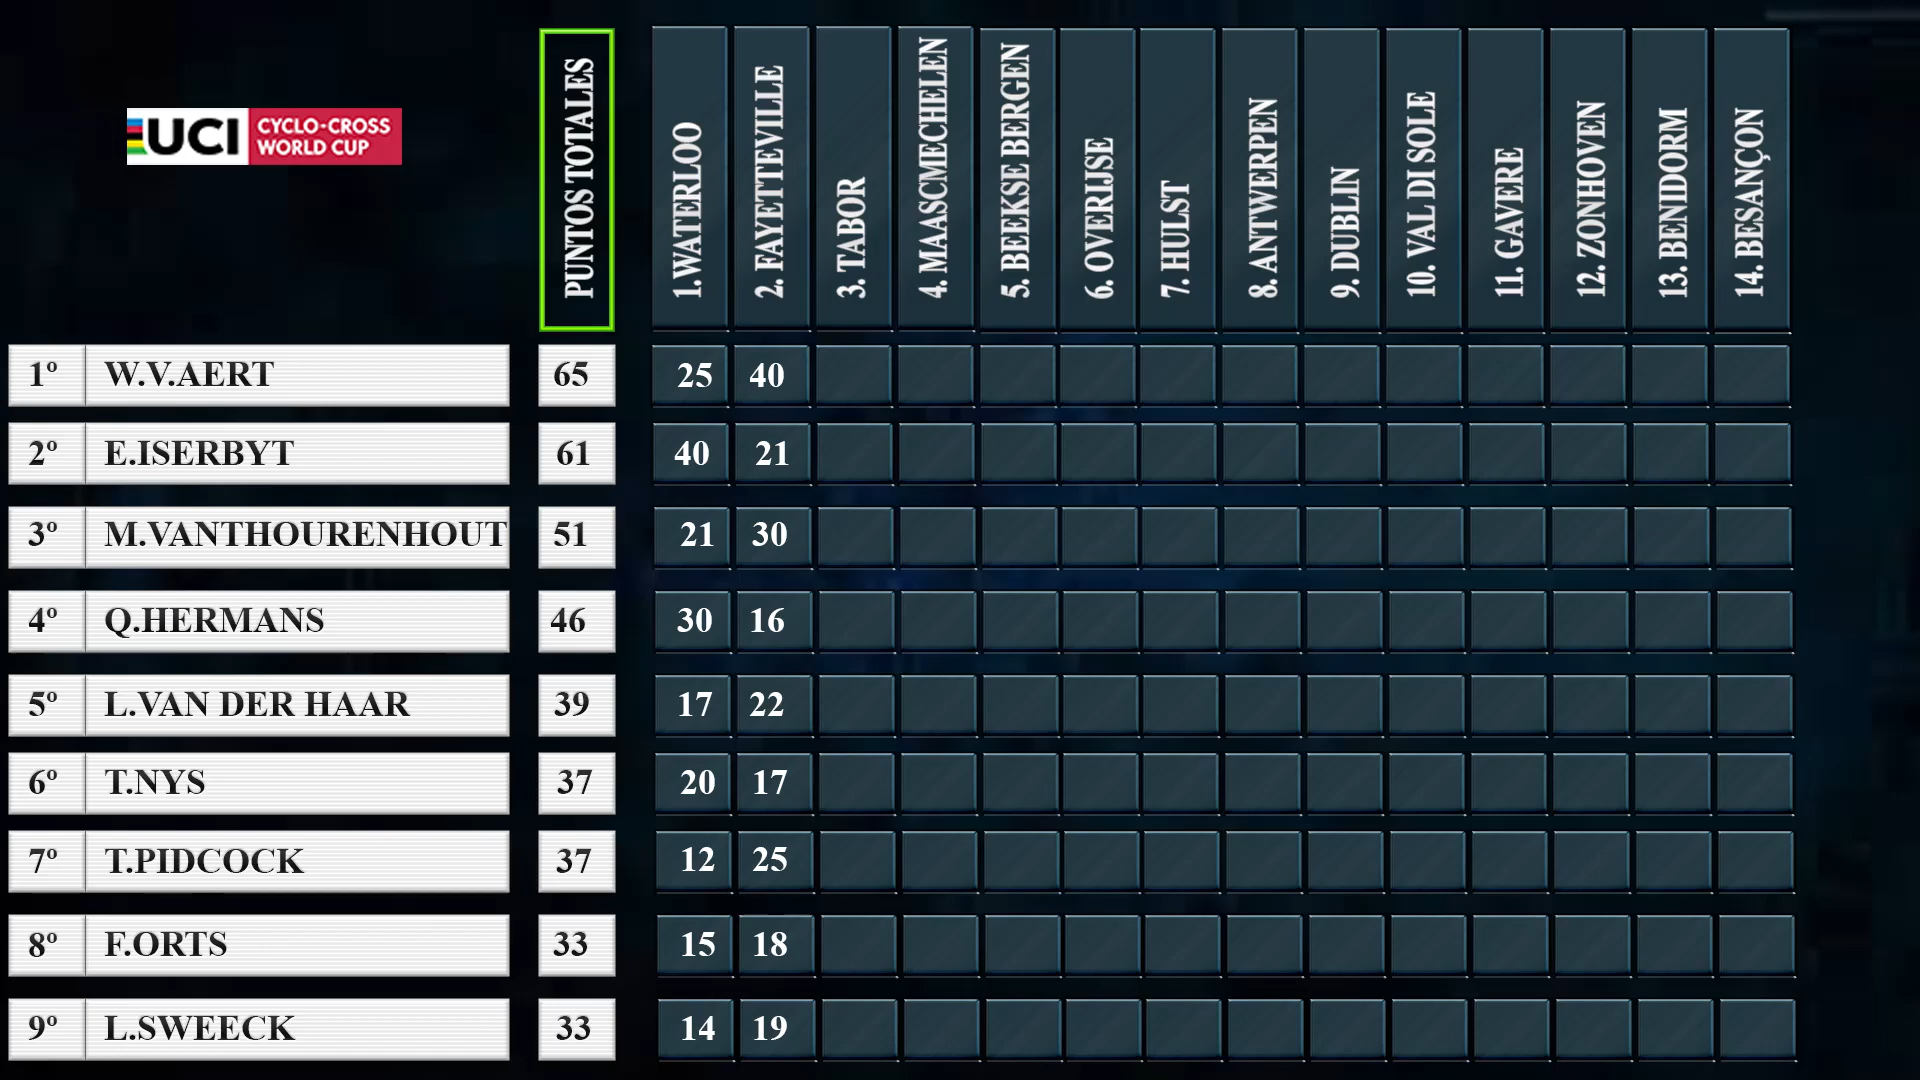 UCI CYCLO-CROSS
WORLD CUP
PUNTOS TOTALES
1. WATERLOO
2. FAYETTEVILLE
3. TABOR
4. MAASCMECHELEN
5. BEEKSE BERGEN
6. OVERIJSE
7. HULST
8. ANTWERPEN
9. DUBLIN
10. VAL DI SOLE
11. GAVERE
12. ZONHOVEN
13. BENIDORM
14. BESANÇON
1º W.V.AERT 65 25 40
2º E.ISERBYT 61 40 21
3º M.VANTHOURENHOUT 51 21 30
4º Q.HERMANS 46 30 16
5º L.VAN DER HAAR 39 17 22
6º T.NYS 37 20 17
7º T.PIDCOCK 37 12 25
8º F.ORTS 33 15 18
9º L.SWEECK 33 14 19